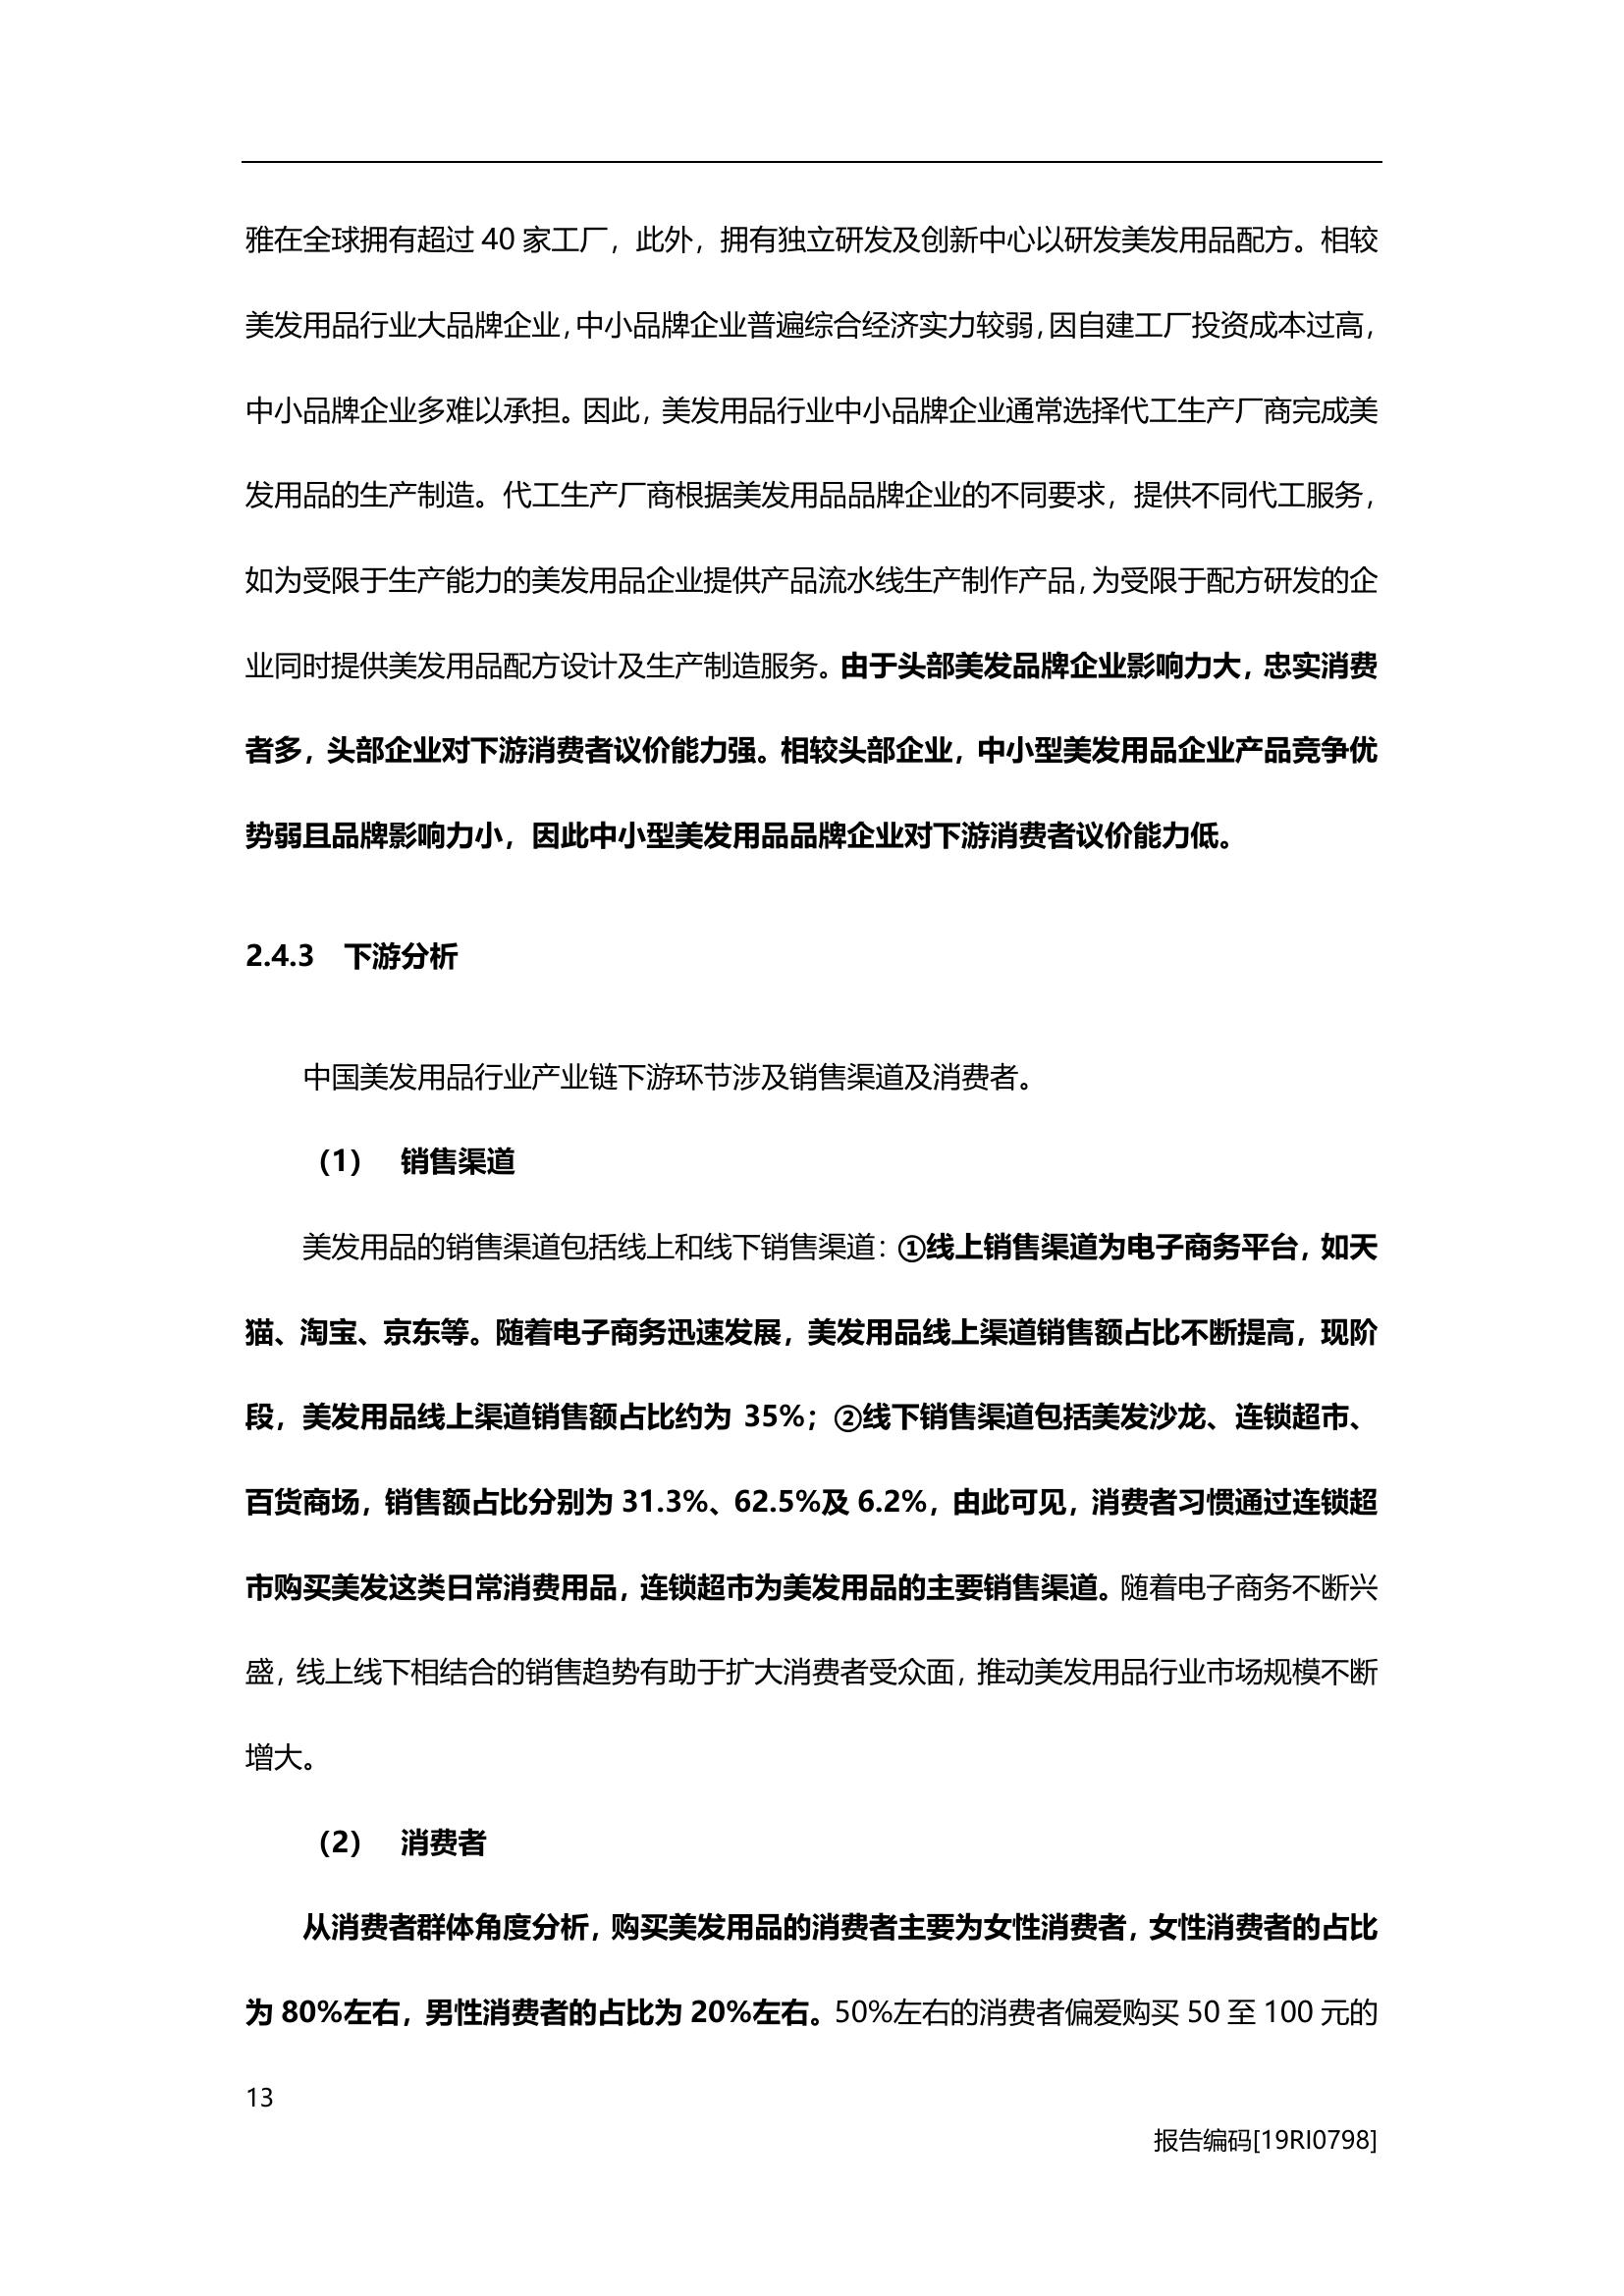 雅在全球拥有超过 40 家工厂，此外，拥有独立研发及创新中心以研发美发用品配方。相较
美发用品行业大品牌企业，中小品牌企业普遍综合经济实力较弱，因自建工厂投资成本过高，
中小品牌企业多难以承担。因此，美发用品行业中小品牌企业通常选择代工生产厂商完成美
发用品的生产制造。代工生产厂商根据美发用品品牌企业的不同要求，提供不同代工服务，
如为受限于生产能力的美发用品企业提供产品流水线生产制作产品，为受限于配方研发的企
业同时提供美发用品配方设计及生产制造服务。由于头部美发品牌企业影响力大，忠实消费
者多，头部企业对下游消费者议价能力强。相较头部企业，中小型美发用品企业产品竞争优
势弱且品牌影响力小，因此中小型美发用品品牌企业对下游消费者议价能力低。
2.4.3 下游分析
中国美发用品行业产业链下游环节涉及销售渠道及消费者。
（1） 销售渠道
美发用品的销售渠道包括线上和线下销售渠道：①线上销售渠道为电子商务平台，如天
猫、淘宝、京东等。随着电子商务迅速发展，美发用品线上渠道销售额占比不断提高，现阶
段，美发用品线上渠道销售额占比约为 35%；②线下销售渠道包括美发沙龙、连锁超市、
百货商场，销售额占比分别为 31.3%、62.5%及 6.2%，由此可见，消费者习惯通过连锁超
市购买美发这类日常消费用品，连锁超市为美发用品的主要销售渠道。随着电子商务不断兴
盛，线上线下相结合的销售趋势有助于扩大消费者受众面，推动美发用品行业市场规模不断
增大。
（2） 消费者
从消费者群体角度分析，购买美发用品的消费者主要为女性消费者，女性消费者的占比
为 80%左右，男性消费者的占比为 20%左右。50%左右的消费者偏爱购买 50 至 100 元的
13
报告编码[19RI0798]